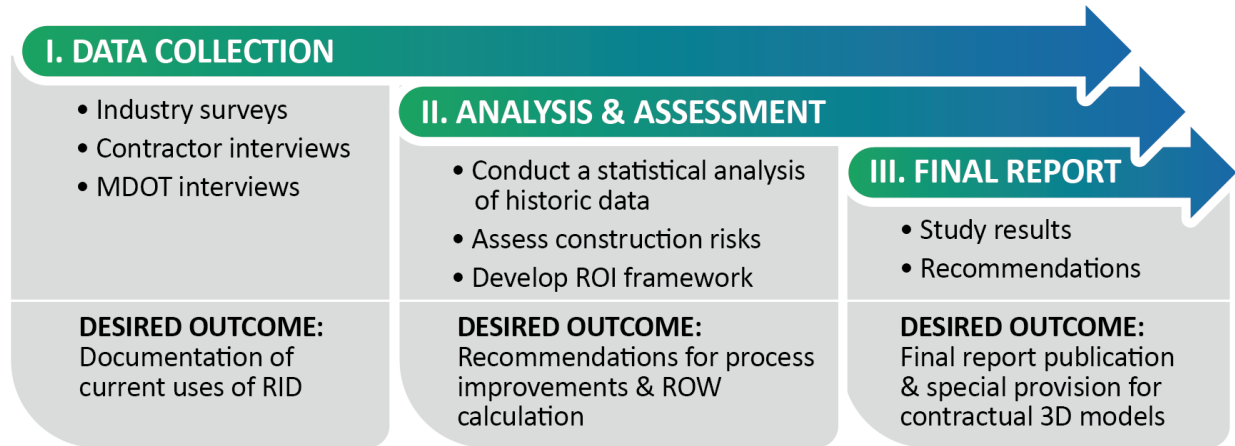 I. DATA COLLECTION
• Industry surveys
• Contractor interviews
• MDOT interviews
DESIRED OUTCOME:
Documentation of
current uses of RID
II. ANALYSIS & ASSESSMENT
• Conduct a statistical analysis
of historic data
• Assess construction risks
• Develop ROI framework
DESIRED OUTCOME:
Recommendations for process
improvements & ROW
calculation
III. FINAL REPORT
• Study results
• Recommendations
DESIRED OUTCOME:
Final report publication
& special provision for
contractual 3D models